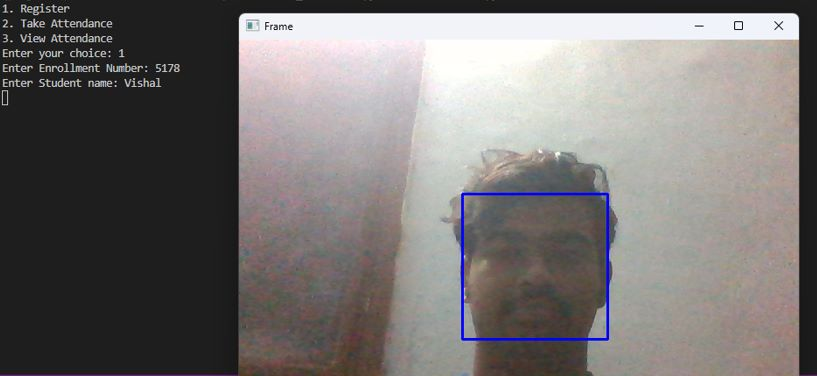 1. Register
2. Take Attendance
3. View Attendance
Enter your choice: 1
Enter Enrollment Number: 5178
Enter Student name: Vishal
Frame